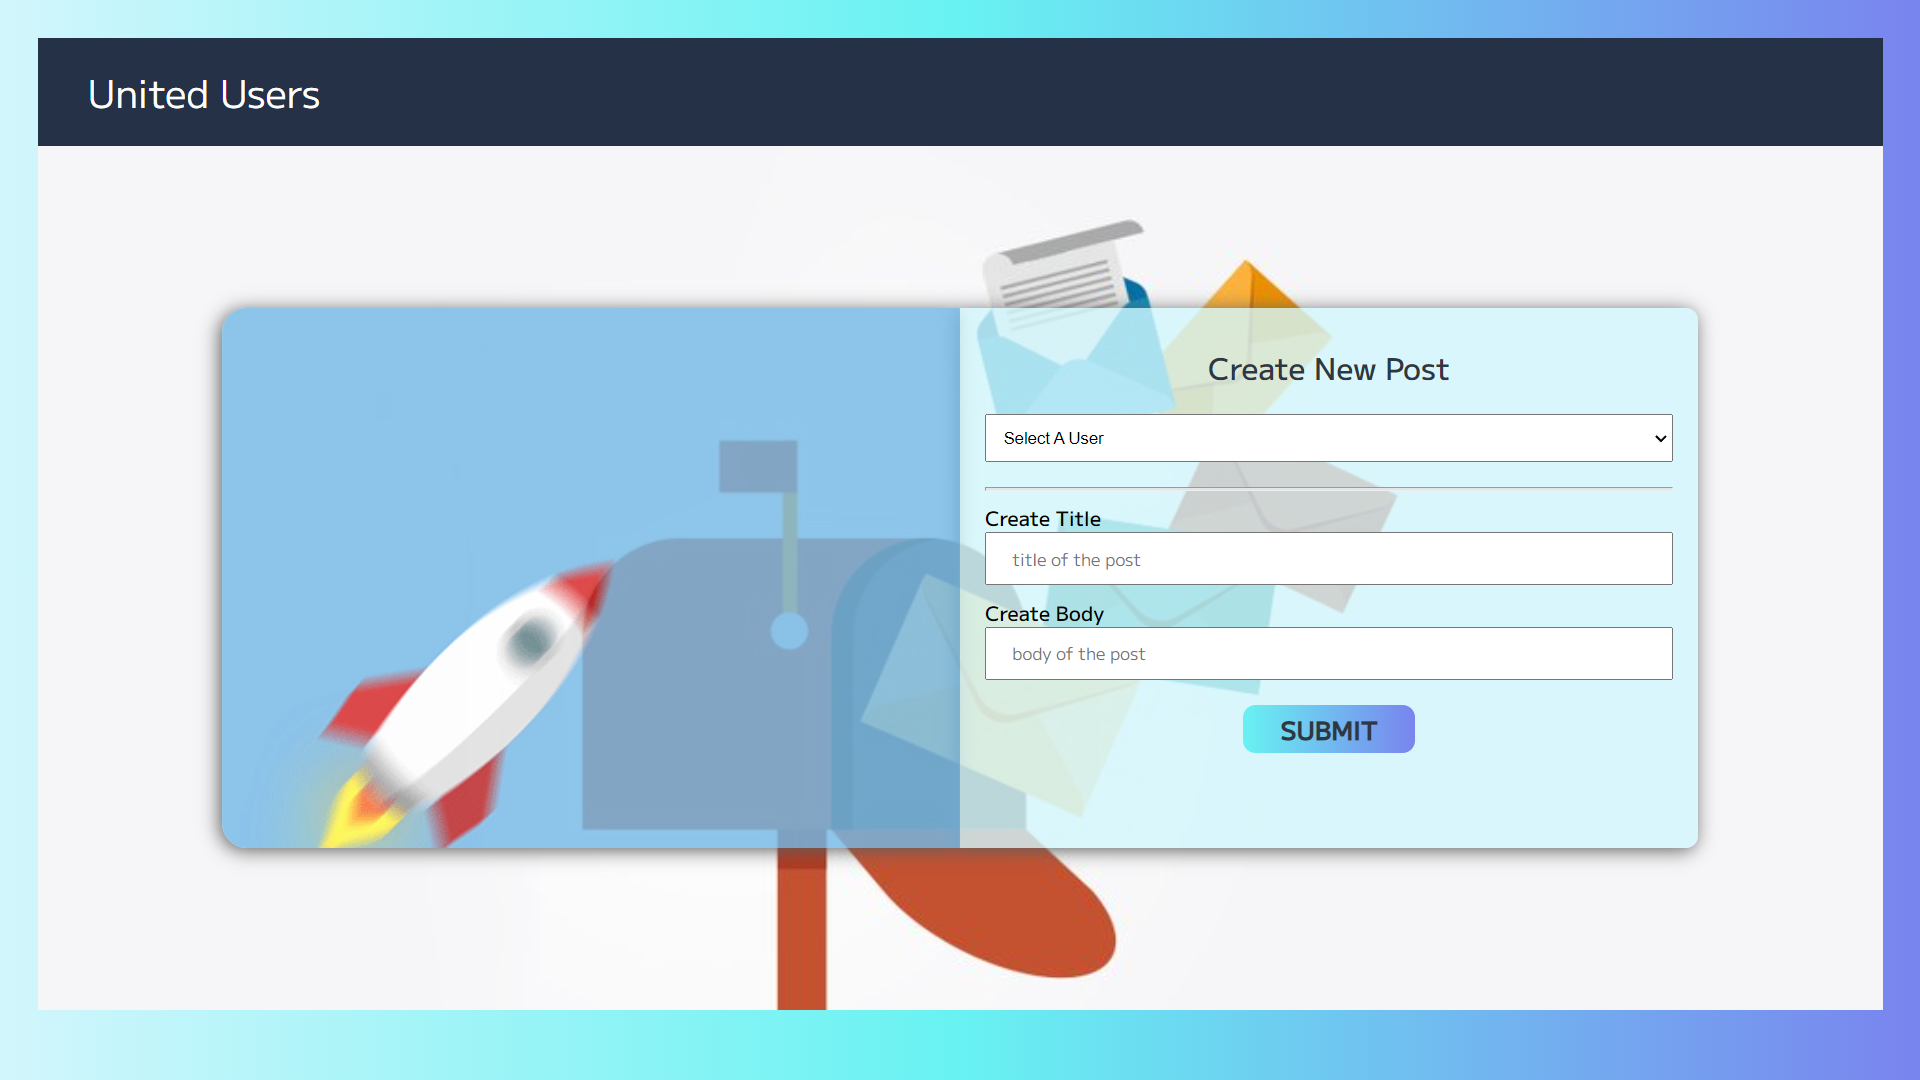 United Users
Create New Post
Select A User
Create Title
title of the post
Create Body
body of the post
SUBMIT